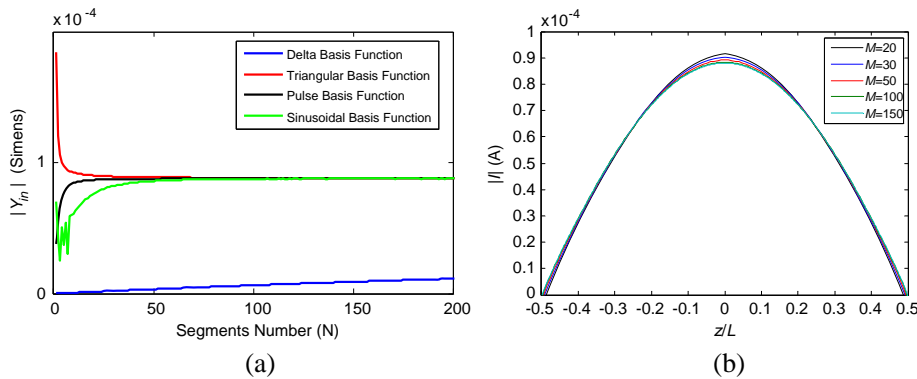 x 10^-4
1
0
|Y_in| (Simens)
Delta Basis Function
Triangular Basis Function
Pulse Basis Function
Sinusoidal Basis Function
0 50 100 150 200
Segments Number (N)
(a)
x 10^-4
1
0.9
0.8
0.7
0.6
0.5
0.4
0.3
0.2
0.1
0
|I| (A)
M=20
M=30
M=50
M=100
M=150
-0.5 -0.4 -0.3 -0.2 -0.1 0 0.1 0.2 0.3 0.4 0.5
z/L
(b)